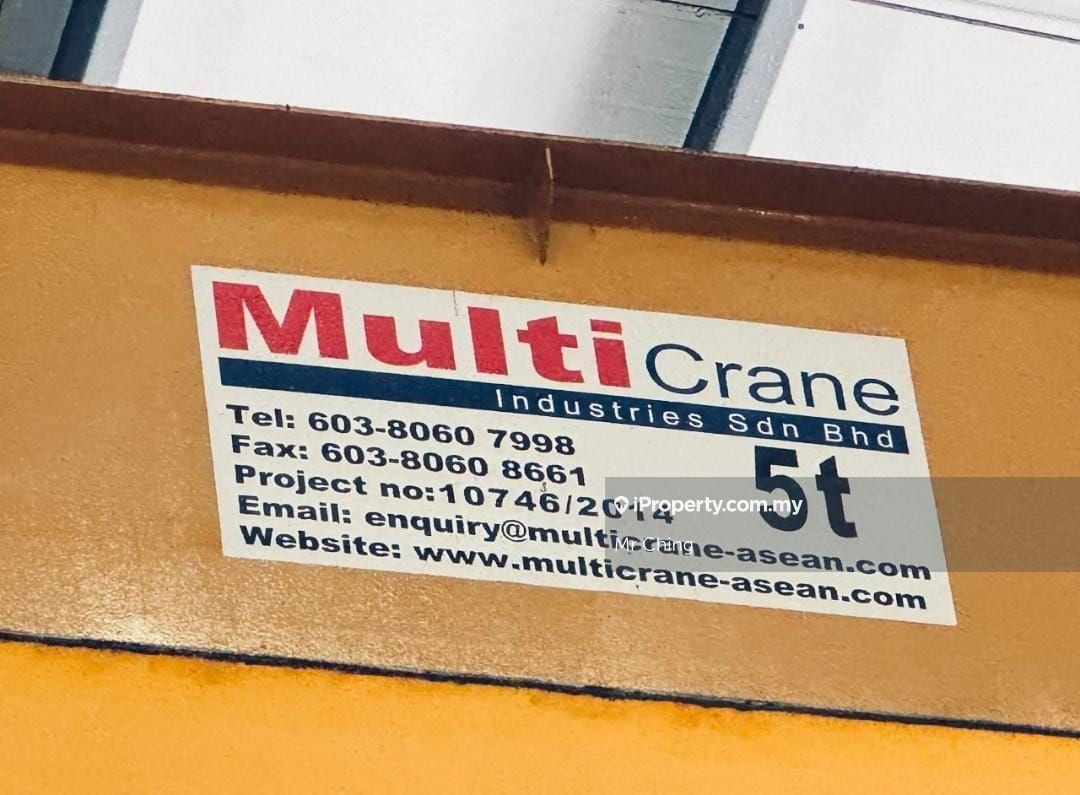 Multi Crane
Industries Sdn Bhd
Tel: 603-8060 7998
Fax: 603-8060 8661
5t
Project no:10746/2014
Email: enquiry@multicrane-asean.com
Website: www.multicrane-asean.com
iProperty.com.my
Mr Ching